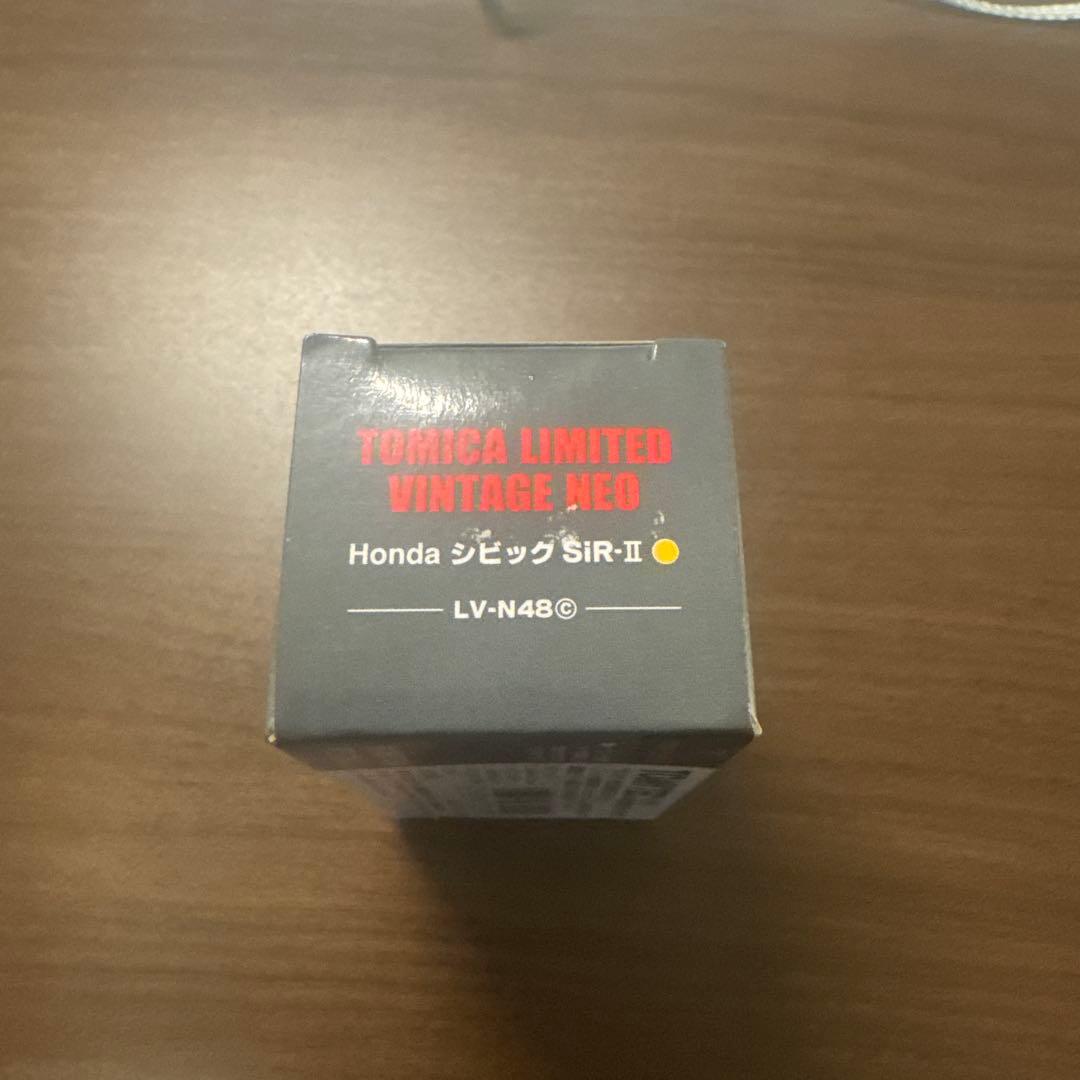 TOMICA LIMITED
VINTAGE NEO
Honda シビック SiR-Ⅱ
LV-N48ⓒ